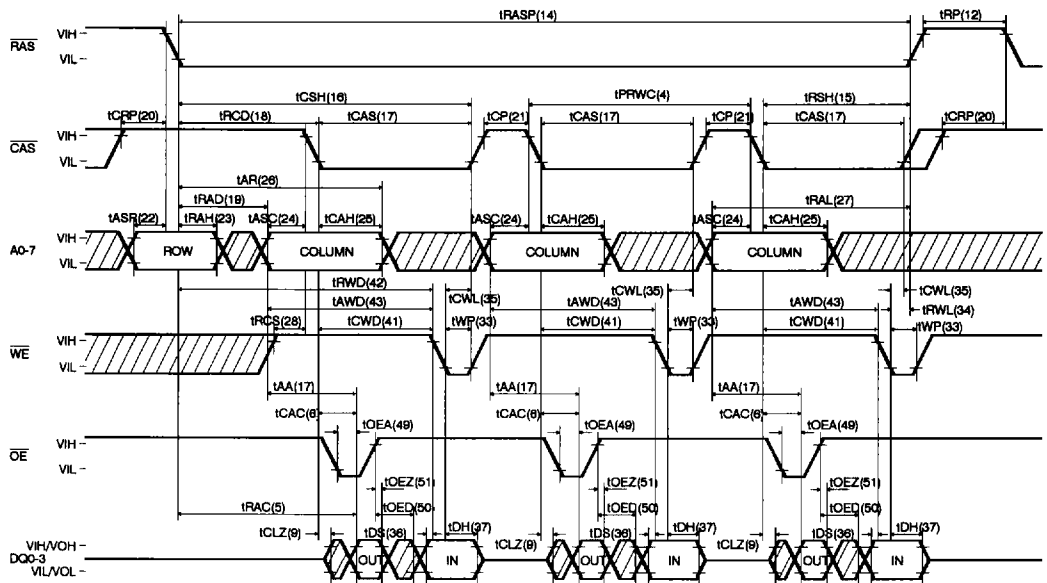 tRASP(14) tRP(12)
VIH
RAS
VIL
tCSH(16) tPRWC(4) tRSH(15)
tCRP(20) tRCD(18) tCAS(17) tCP(21) tCAS(17) tCP(21) tCAS(17) tCRP(20)
VIH
CAS
VIL
tAR(26)
tRAD(19) tRAL(27)
tASR(22) tRAH(23) tASC(24) tCAH(25) tASC(24) tCAH(25) tASC(24) tCAH(25)
VIH
A0-7 ROW COLUMN COLUMN COLUMN
VIL
tRWD(42) tCWL(35) tCWL(35) tCWL(35)
tAWD(43) tAWD(43) tAWD(43) tRWL(34)
tRCS(28) tCWD(41) tWP(33) tCWD(41) tWP(33) tCWD(41) tWP(33)
VIH
WE
VIL
tAA(17) tAA(17) tAA(17)
tCAC(6) tOEA(49) tCAC(6) tOEA(49) tCAC(6) tOEA(49)
VIH
OE
VIL
tOEZ(51) tOEZ(51) tOEZ(51)
tRAC(5) tOED(50) tOED(50) tOED(50)
tCLZ(9) tDS(36) tDH(37) tCLZ(9) tDS(36) tDH(37) tCLZ(9) tDS(36) tDH(37)
VIH/VOH
DQ0-3 OUT IN OUT IN OUT IN
VIL/VOL